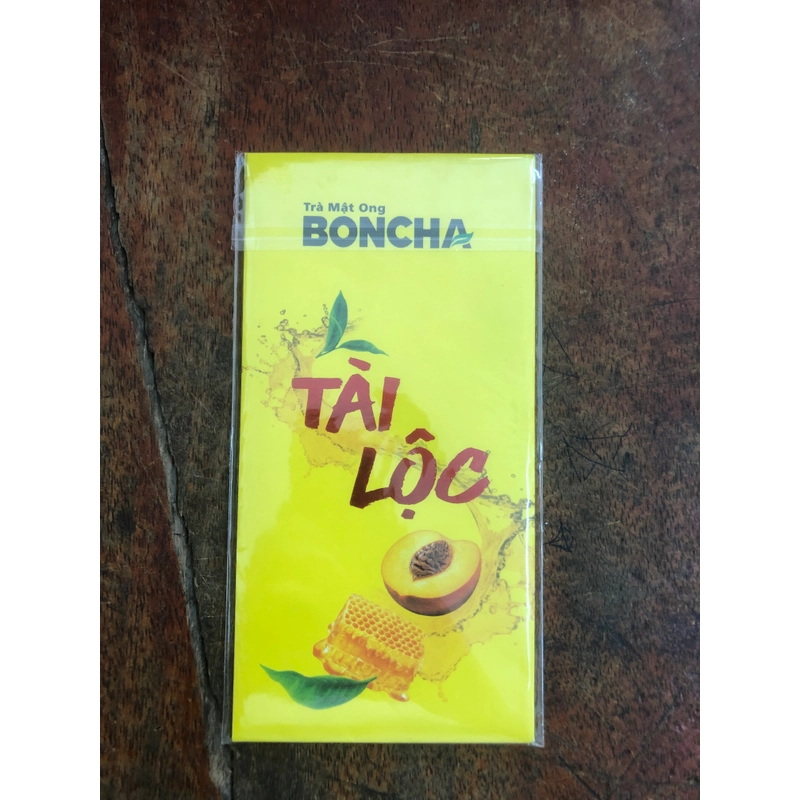 Trà Mật Ong
BONCHA
TÀI
LỘC